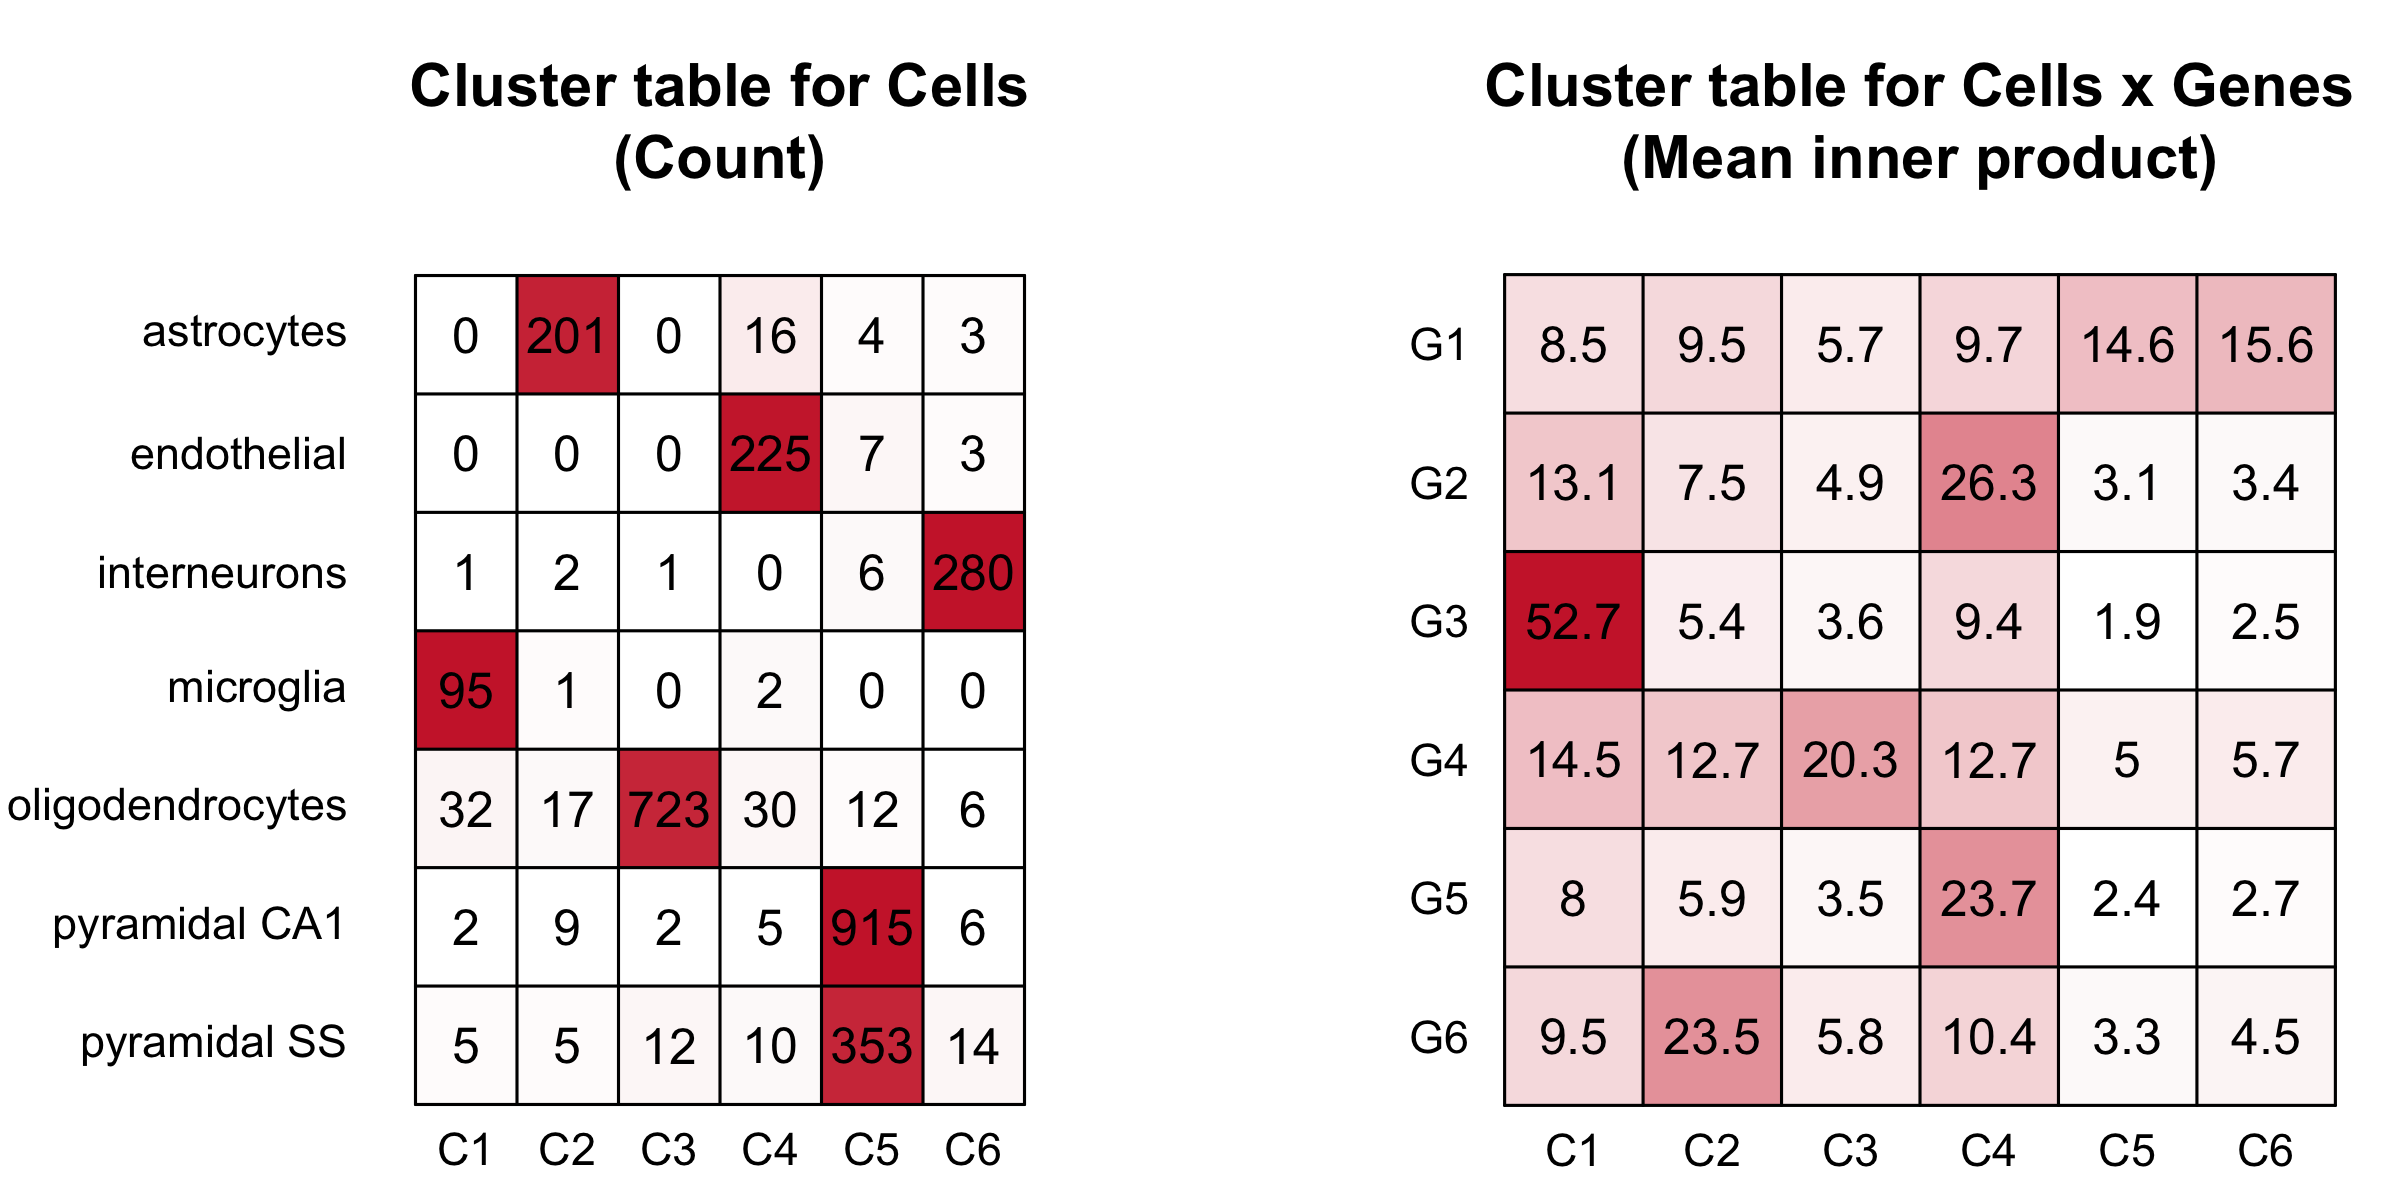 Cluster table for Cells
(Count)
astrocytes 0 201 0 16 4 3
endothelial 0 0 0 225 7 3
interneurons 1 2 1 0 6 280
microglia 95 1 0 2 0 0
oligodendrocytes 32 17 723 30 12 6
pyramidal CA1 2 9 2 5 915 6
pyramidal SS 5 5 12 10 353 14
C1 C2 C3 C4 C5 C6
Cluster table for Cells x Genes
(Mean inner product)
G1 8.5 9.5 5.7 9.7 14.6 15.6
G2 13.1 7.5 4.9 26.3 3.1 3.4
G3 52.7 5.4 3.6 9.4 1.9 2.5
G4 14.5 12.7 20.3 12.7 5 5.7
G5 8 5.9 3.5 23.7 2.4 2.7
G6 9.5 23.5 5.8 10.4 3.3 4.5
C1 C2 C3 C4 C5 C6